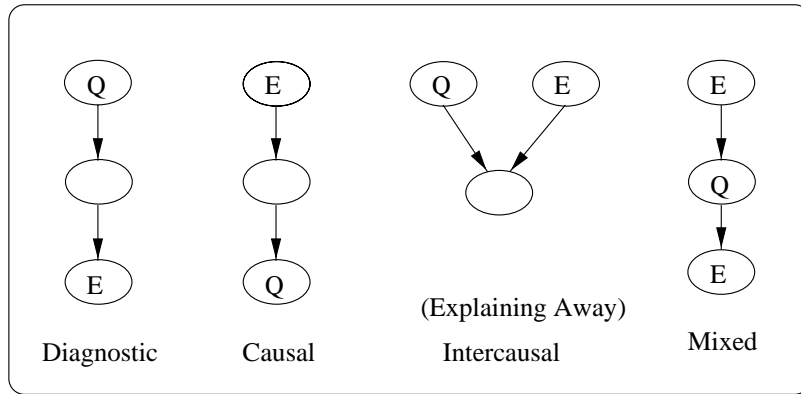 Q
E
Q
E
E
Q
E
Q
E
(Explaining Away)
Diagnostic
Causal
Intercausal
Mixed